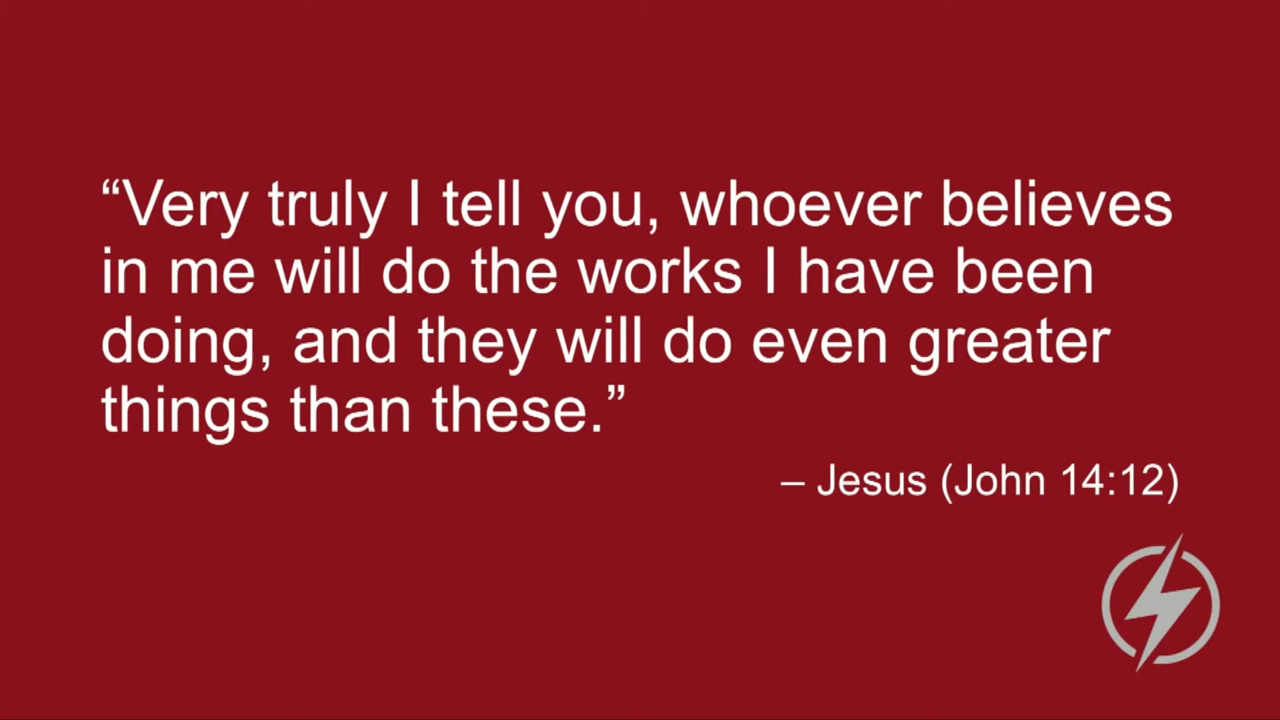 “Very truly I tell you, whoever believes
in me will do the works I have been
doing, and they will do even greater
things than these.”
– Jesus (John 14:12)